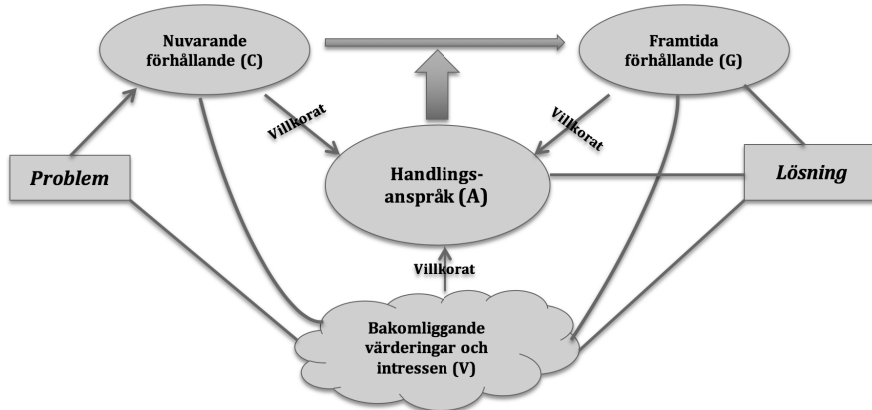 Nuvarande
förhållande (C)
Framtida
förhållande (G)
Villkorat
Villkorat
Problem
Handlings-
anspråk (A)
Lösning
Villkorat
Bakomliggande
värderingar och
intressen (V)